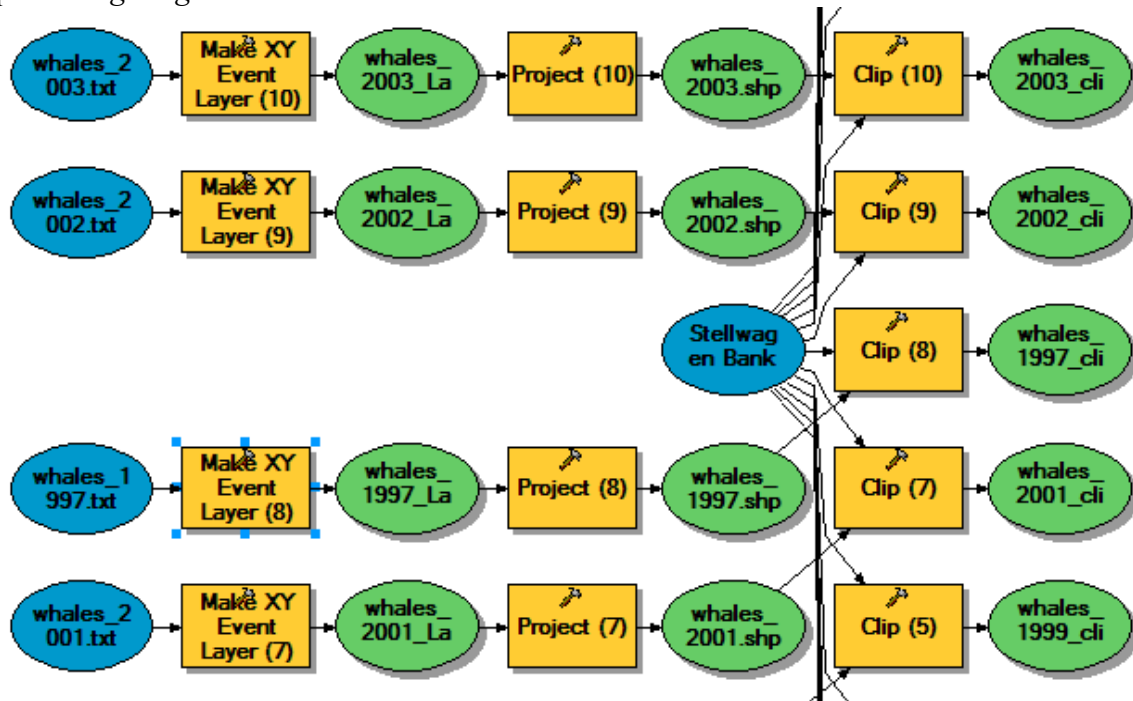 whales_2
003.txt
Make XY
Event
Layer (10)
whales_
2003_La
Project (10)
whales_
2003.shp
Clip (10)
whales_
2003_cli
whales_2
002.txt
Make XY
Event
Layer (9)
whales_
2002_La
Project (9)
whales_
2002.shp
Clip (9)
whales_
2002_cli
Stellwag
en Bank
Clip (8)
whales_
1997_cli
whales_1
997.txt
Make XY
Event
Layer (8)
whales_
1997_La
Project (8)
whales_
1997.shp
Clip (7)
whales_
2001_cli
whales_2
001.txt
Make XY
Event
Layer (7)
whales_
2001_La
Project (7)
whales_
2001.shp
Clip (5)
whales_
1999_cli